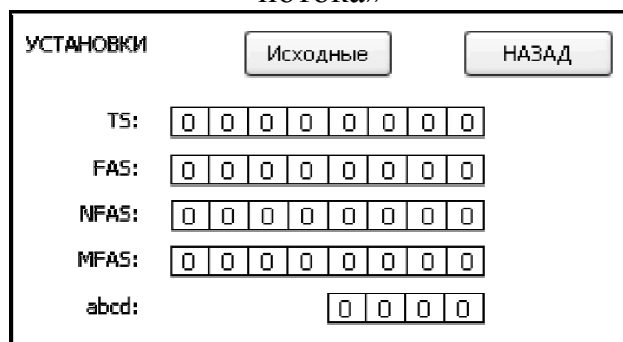 потока»
УСТАНОВКИ Исходные НАЗАД
TS: 0 0 0 0 0 0 0 0
FAS: 0 0 0 0 0 0 0 0
NFAS: 0 0 0 0 0 0 0 0
MFAS: 0 0 0 0 0 0 0 0
abcd: 0 0 0 0